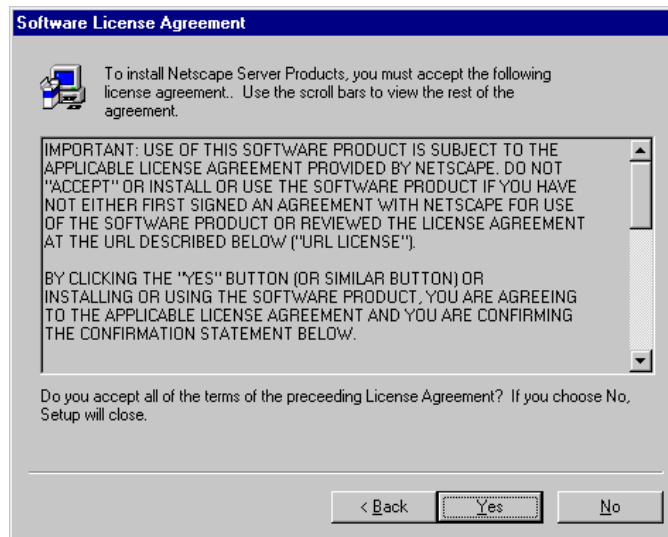 Software License Agreement
To install Netscape Server Products, you must accept the following
license agreement.. Use the scroll bars to view the rest of the
agreement.
IMPORTANT: USE OF THIS SOFTWARE PRODUCT IS SUBJECT TO THE
APPLICABLE LICENSE AGREEMENT PROVIDED BY NETSCAPE. DO NOT
"ACCEPT" OR INSTALL OR USE THE SOFTWARE PRODUCT IF YOU HAVE
NOT EITHER FIRST SIGNED AN AGREEMENT WITH NETSCAPE FOR USE
OF THE SOFTWARE PRODUCT OR REVIEWED THE LICENSE AGREEMENT
AT THE URL DESCRIBED BELOW ("URL LICENSE").
BY CLICKING THE "YES" BUTTON (OR SIMILAR BUTTON) OR
INSTALLING OR USING THE SOFTWARE PRODUCT, YOU ARE AGREEING
TO THE APPLICABLE LICENSE AGREEMENT AND YOU ARE CONFIRMING
THE CONFIRMATION STATEMENT BELOW.
Do you accept all of the terms of the preceeding License Agreement? If you choose No,
Setup will close.
< Back
Yes
No